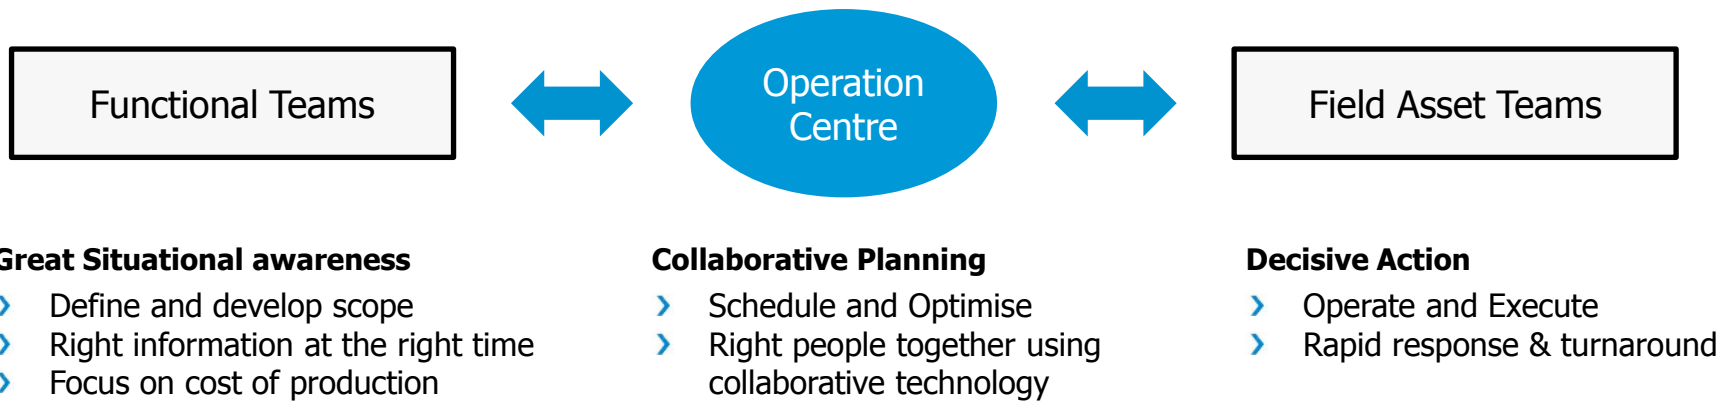 Functional Teams
Operation
Centre
Field Asset Teams
Great Situational awareness
Define and develop scope
Right information at the right time
Focus on cost of production
Collaborative Planning
Schedule and Optimise
Right people together using
collaborative technology
Decisive Action
Operate and Execute
Rapid response & turnaround